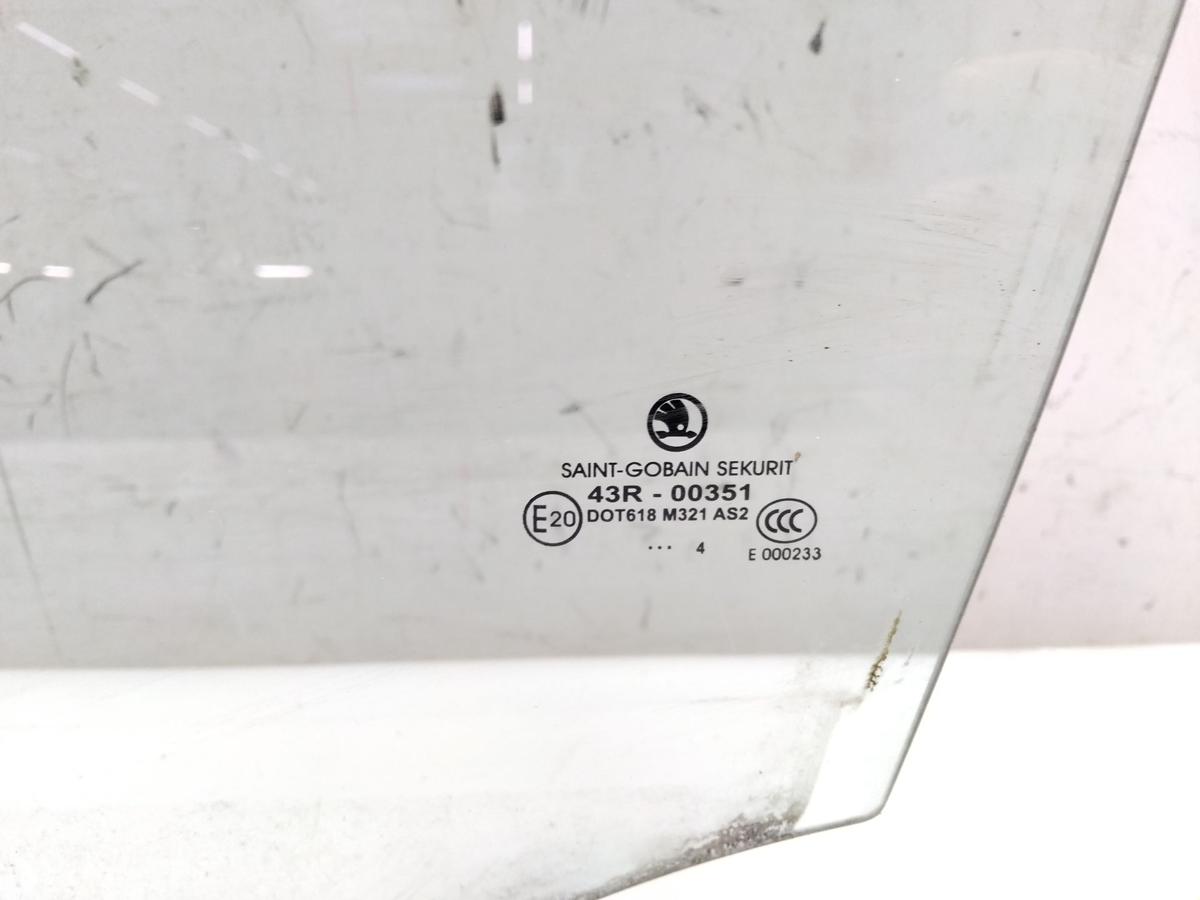 SAINT-GOBAIN SEKURIT
43R - 00351
E20 DOT618 M321 AS2 CCC
... 4
E 000233